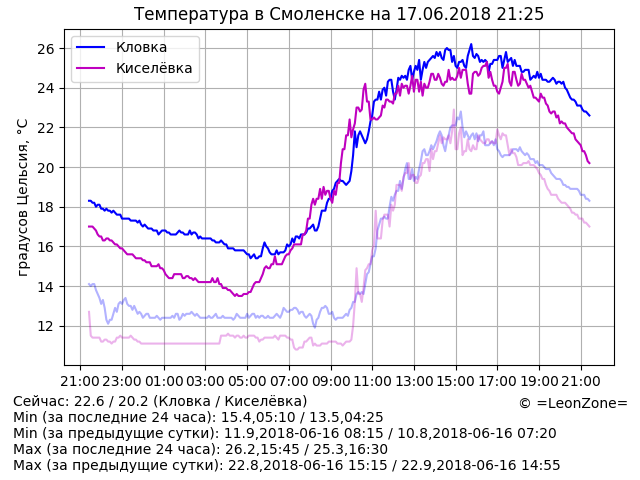 Температура в Смоленске на 17.06.2018 21:25
Кловка
Киселёвка
градусов Цельсия, °C
26
24
22
20
18
16
14
12
21:00 23:00 01:00 03:00 05:00 07:00 09:00 11:00 13:00 15:00 17:00 19:00 21:00
Сейчас: 22.6 / 20.2 (Кловка / Киселёвка)
© =LeonZone=
Min (за последние 24 часа): 15.4,05:10 / 13.5,04:25
Min (за предыдущие сутки): 11.9,2018-06-16 08:15 / 10.8,2018-06-16 07:20
Max (за последние 24 часа): 26.2,15:45 / 25.3,16:30
Max (за предыдущие сутки): 22.8,2018-06-16 15:15 / 22.9,2018-06-16 14:55